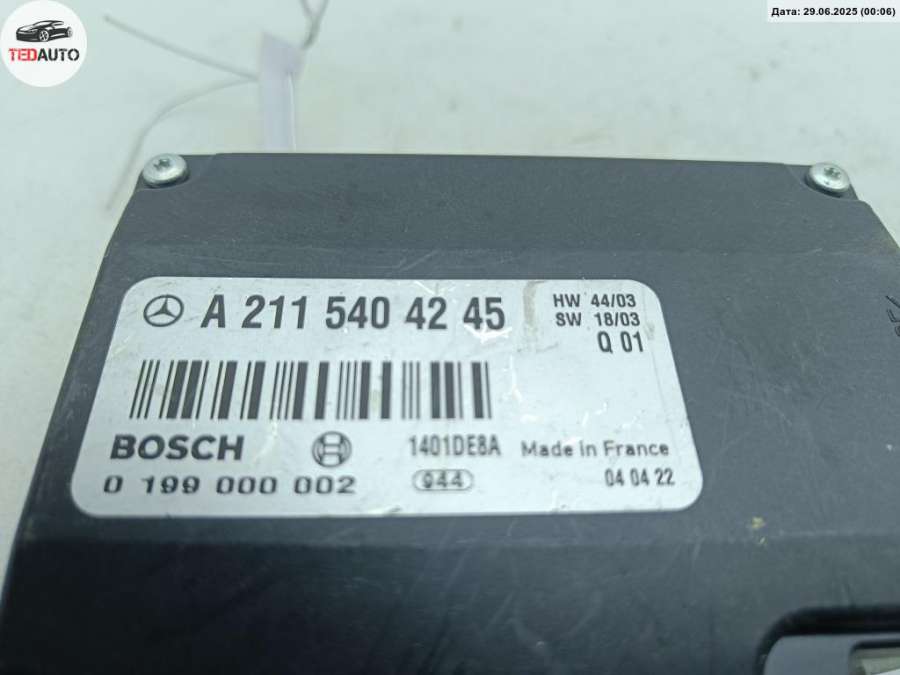 TEDAUTO
Дата: 29.06.2025 (00:06)
A 211 540 42 45
HW 44/03
SW 18/03
Q 01
BOSCH
1401DE8A
Made in France
0 199 000 002
944
04 04 22